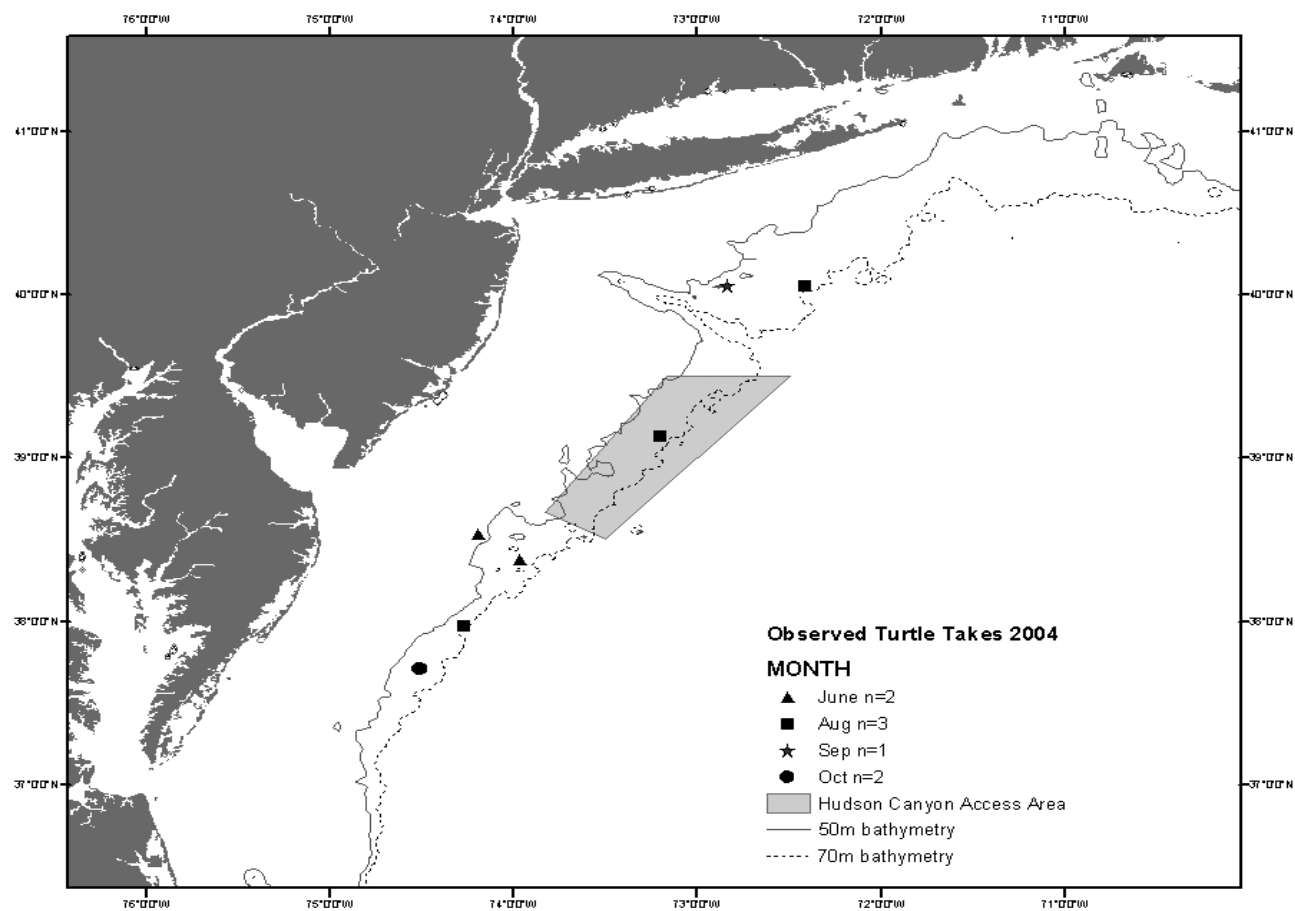 76°0'0"W 75°0'0"W 74°0'0"W 73°0'0"W 72°0'0"W 71°0'0"W
41°0'0"N 41°0'0"N
40°0'0"N 40°0'0"N
39°0'0"N 39°0'0"N
38°0'0"N 38°0'0"N
Observed Turtle Takes 2004
MONTH
June n=2
Aug n=3
Sep n=1
Oct n=2
37°0'0"N 37°0'0"N
Hudson Canyon Access Area
50m bathymetry
70m bathymetry
76°0'0"W 75°0'0"W 74°0'0"W 73°0'0"W 72°0'0"W 71°0'0"W